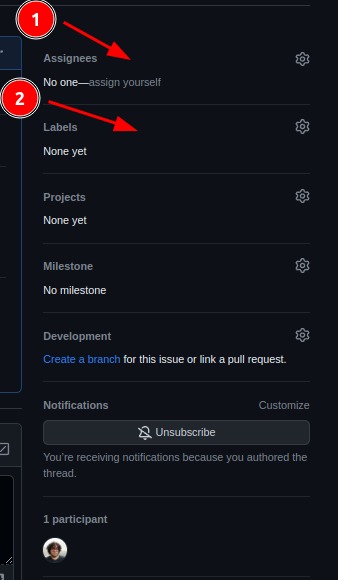 1
Assignees
No one—assign yourself
2
Labels
None yet
Projects
None yet
Milestone
No milestone
Development
Create a branch for this issue or link a pull request.
Notifications Customize
Unsubscribe
You're receiving notifications because you authored the
thread.
1 participant